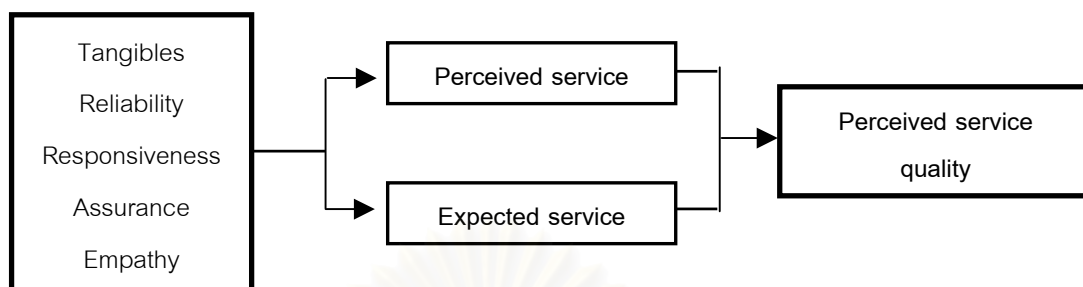 Tangibles
Reliability
Responsiveness
Assurance
Empathy
Perceived service
Expected service
Perceived service
quality